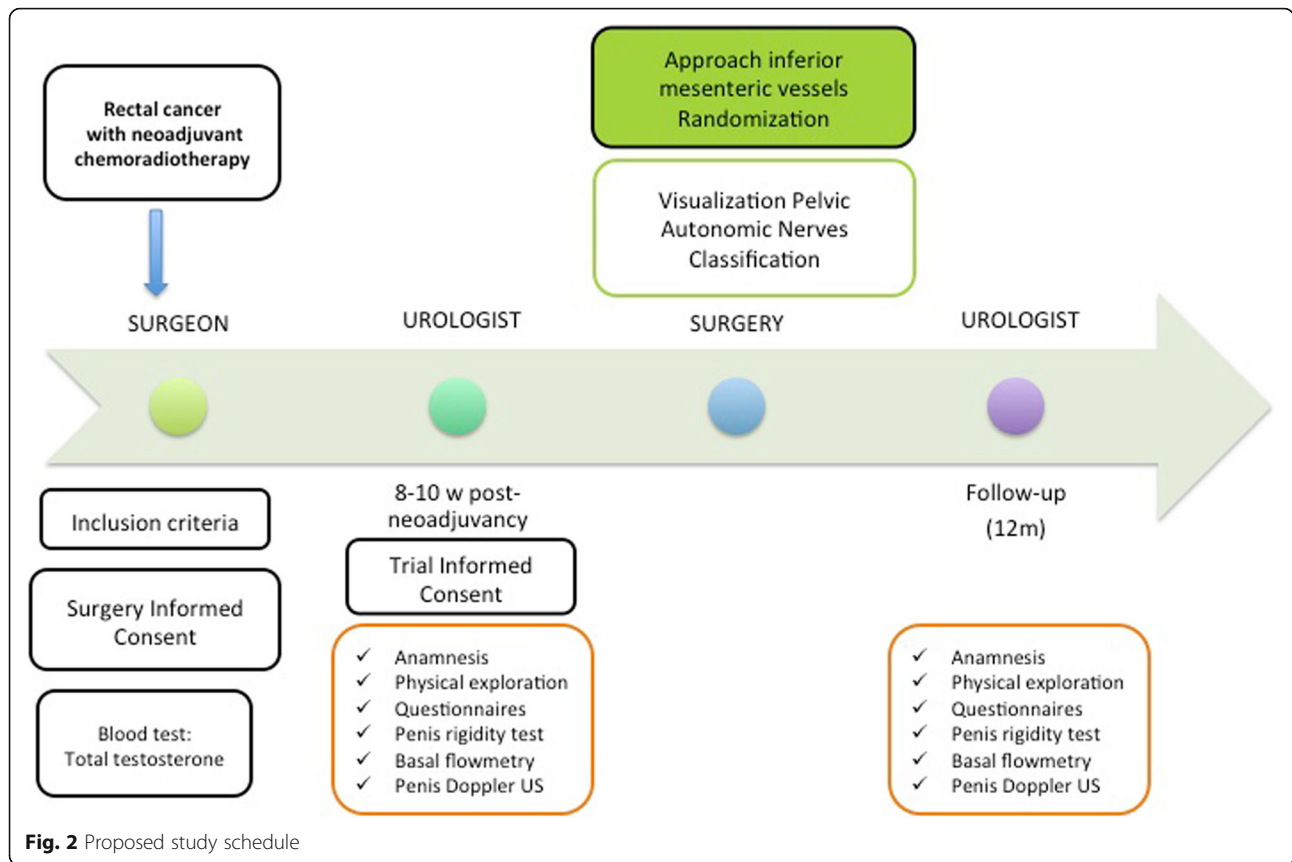 Rectal cancer
with neoadjuvant
chemoradiotherapy
Approach inferior
mesenteric vessels
Randomization
Visualization Pelvic
Autonomic Nerves
Classification
SURGEON
UROLOGIST
SURGERY
UROLOGIST
Inclusion criteria
Surgery Informed
Consent
Blood test:
Total testosterone
8-10 w post-
neoadjuvancy
Trial Informed
Consent
✓ Anamnesis
✓ Physical exploration
✓ Questionnaires
✓ Penis rigidity test
✓ Basal flowmetry
✓ Penis Doppler US
Follow-up
(12m)
✓ Anamnesis
✓ Physical exploration
✓ Questionnaires
✓ Penis rigidity test
✓ Basal flowmetry
✓ Penis Doppler US
Fig. 2 Proposed study schedule